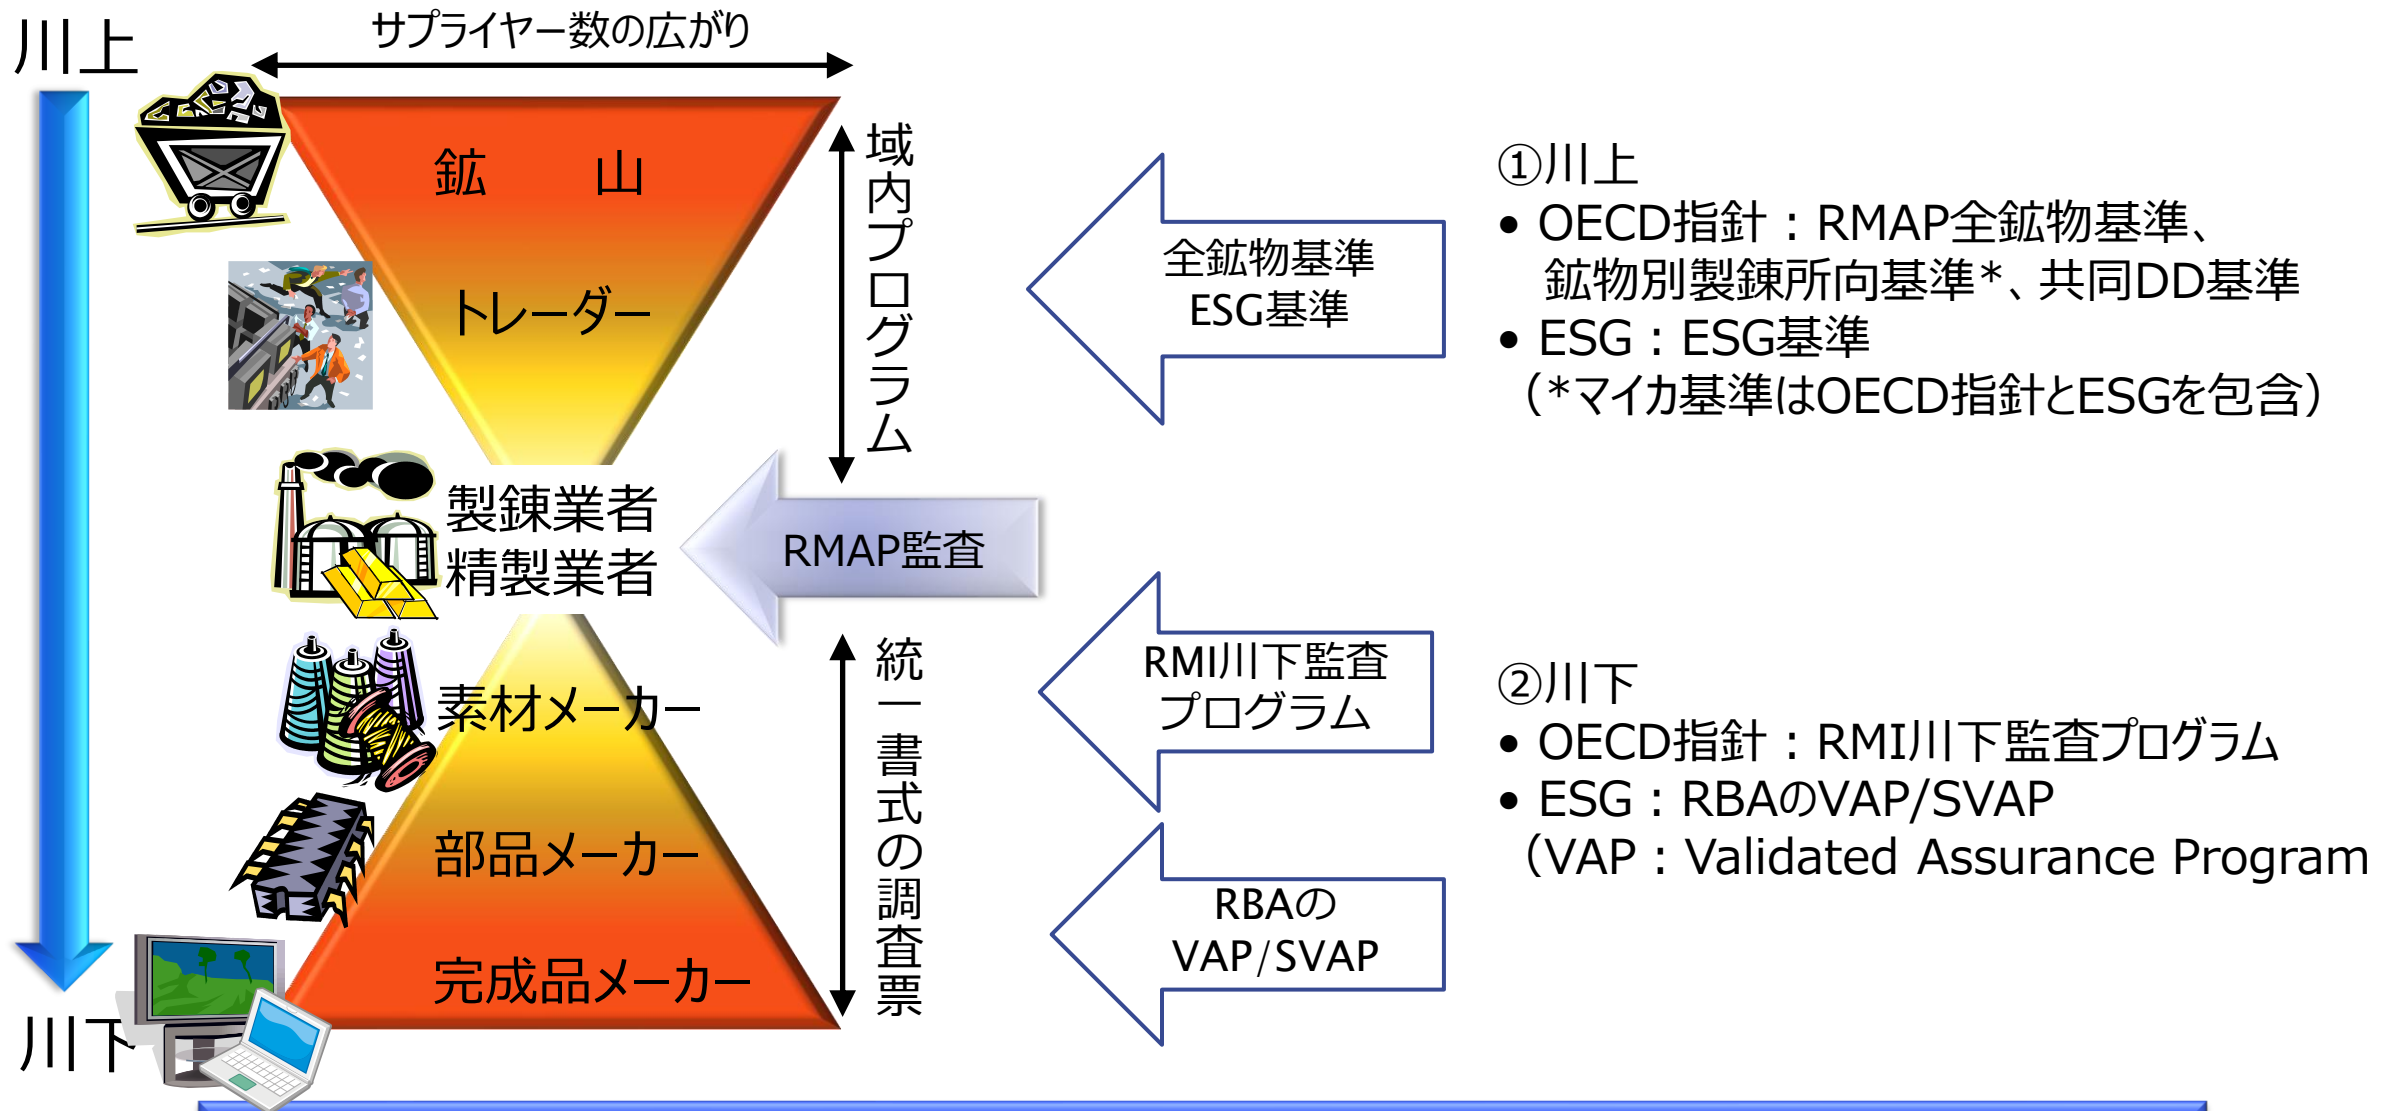 川上
サプライヤー数の広がり
鉱　　山
トレーダー
域内プログラム
製錬業者
精製業者
RMAP監査
素材メーカー
部品メーカー
完成品メーカー
統一書式の調査票
川下
全鉱物基準
ESG基準
RMI川下監査
プログラム
RBAの
VAP/SVAP
①川上
• OECD指針：RMAP全鉱物基準、
鉱物別製錬所向基準*、共同DD基準
• ESG：ESG基準
（*マイカ基準はOECD指針とESGを包含）
②川下
• OECD指針：RMI川下監査プログラム
• ESG：RBAのVAP/SVAP
（VAP：Validated Assurance Program